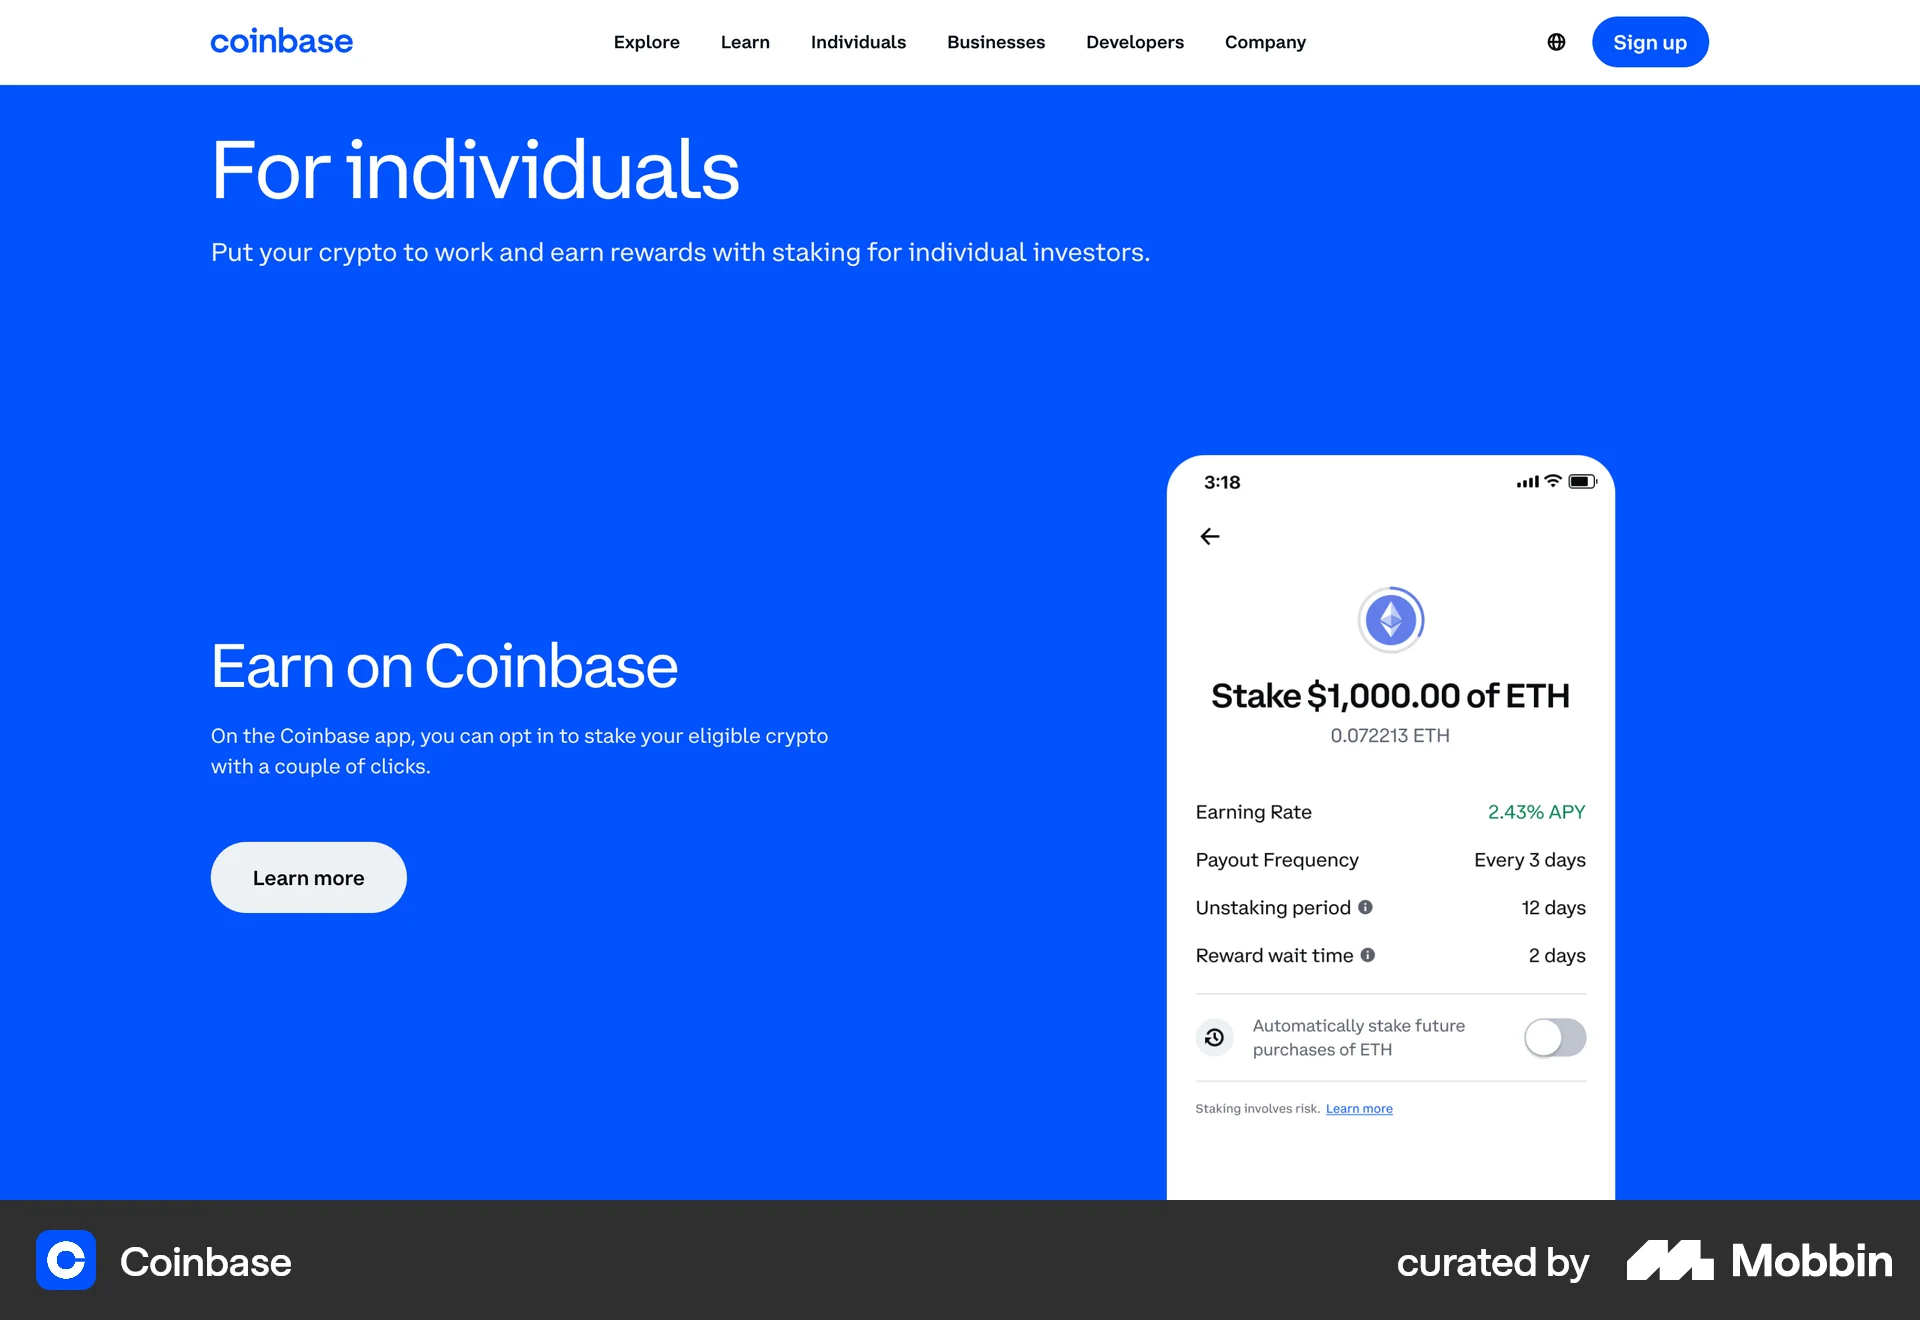 coinbase
Explore Learn Individuals Businesses Developers Company
Sign up
For individuals
Put your crypto to work and earn rewards with staking for individual investors.
Earn on Coinbase
On the Coinbase app, you can opt in to stake your eligible crypto
with a couple of clicks.
Learn more
3:18
Stake $1,000.00 of ETH
0.072213 ETH
Earning Rate 2.43% APY
Payout Frequency Every 3 days
Unstaking period 12 days
Reward wait time 2 days
Automatically stake future
purchases of ETH
Staking involves risk. Learn more
Coinbase
curated by Mobbin